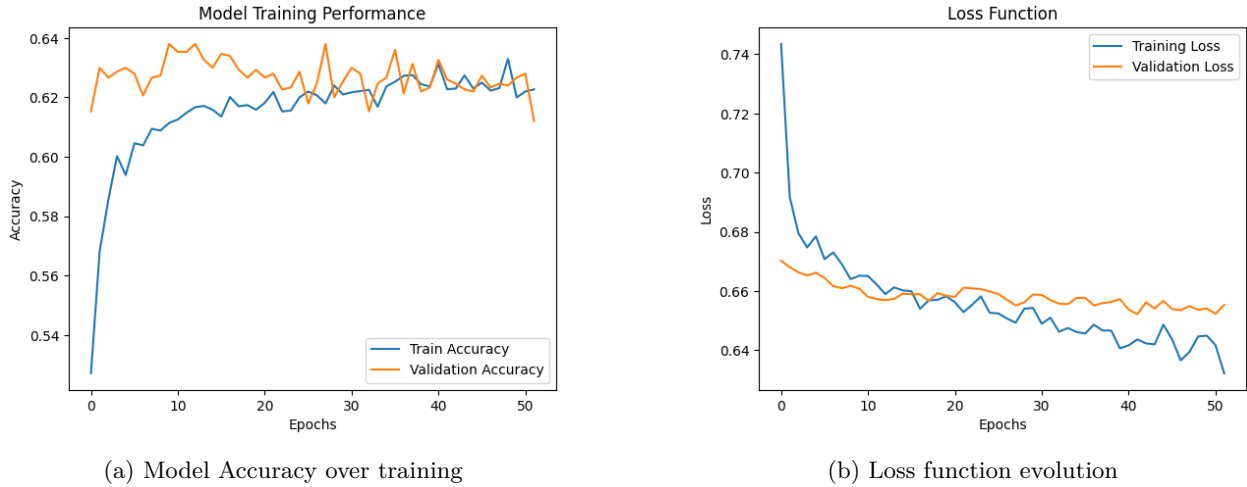 Model Training Performance
0.64
0.62
0.60
0.58
0.56
0.54
Accuracy
Train Accuracy
Validation Accuracy
0 10 20 30 40 50
Epochs
(a) Model Accuracy over training
Loss Function
0.74
0.72
0.70
0.68
0.66
0.64
Loss
Training Loss
Validation Loss
0 10 20 30 40 50
Epochs
(b) Loss function evolution